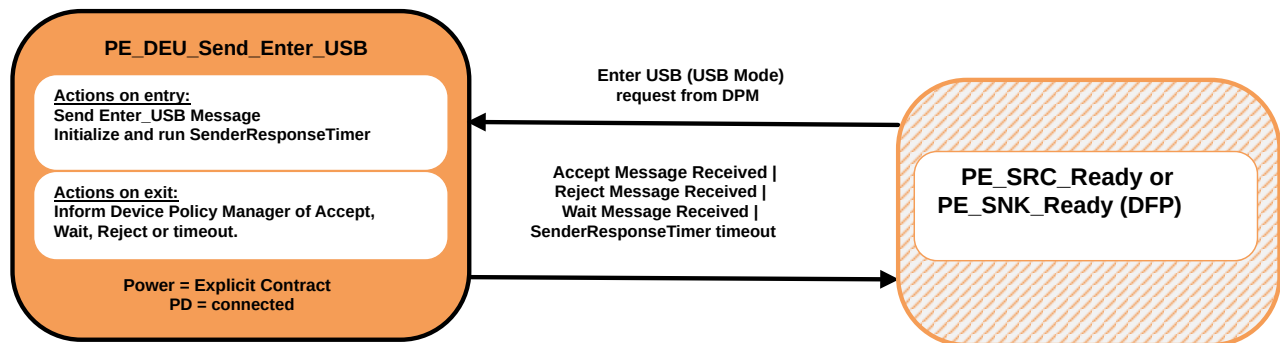 PE_DEU_Send_Enter_USB
Actions on entry:
Send Enter_USB Message
Initialize and run SenderResponseTimer
Actions on exit:
Inform Device Policy Manager of Accept,
Wait, Reject or timeout.
Power = Explicit Contract
PD = connected
Enter USB (USB Mode)
request from DPM
Accept Message Received |
Reject Message Received |
Wait Message Received |
SenderResponseTimer timeout
PE_SRC_Ready or
PE_SNK_Ready (DFP)